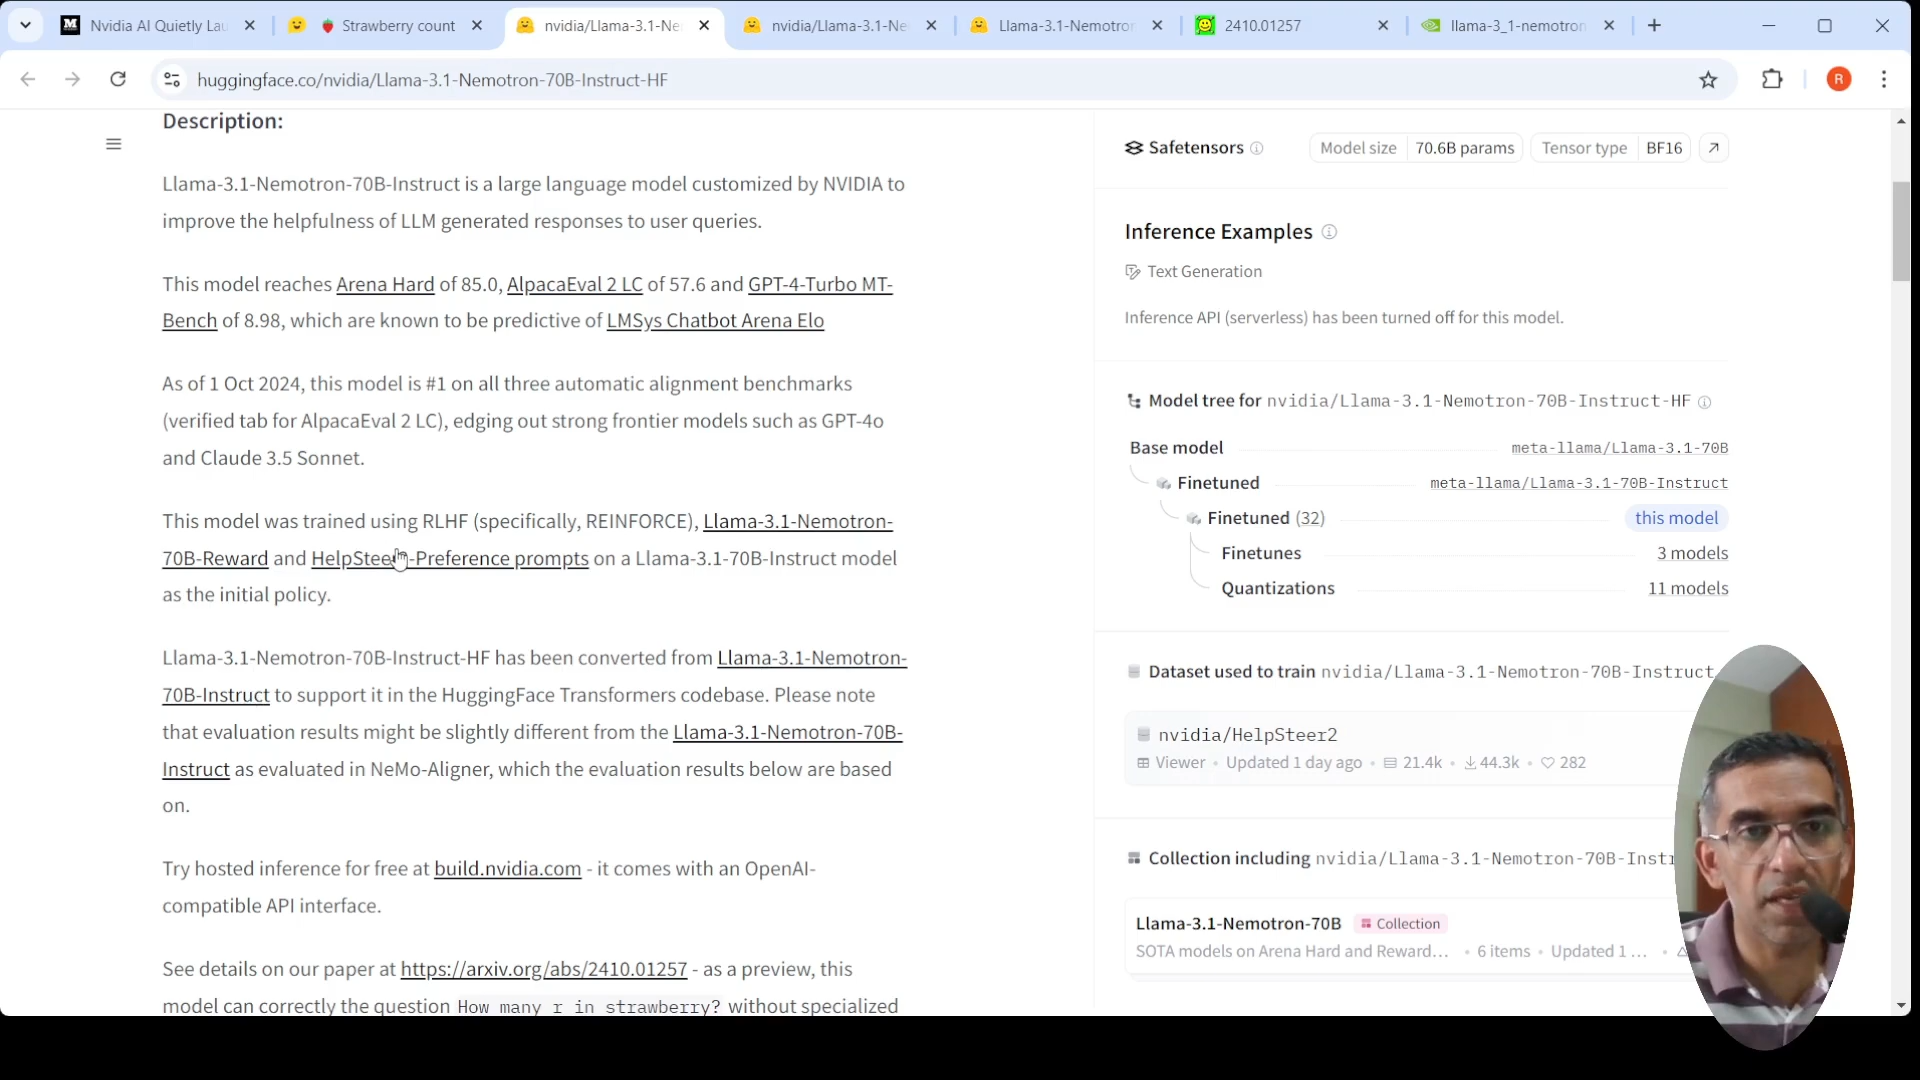 Nvidia AI Quietly Lau
Strawberry count
nvidia/Llama-3.1-Ne
nvidia/Llama-3.1-Ne
Llama-3.1-Nemotron
2410.01257
llama-3_1-nemotron
huggingface.co/nvidia/Llama-3.1-Nemotron-70B-Instruct-HF
R
Description:
Llama-3.1-Nemotron-70B-Instruct is a large language model customized by NVIDIA to
improve the helpfulness of LLM generated responses to user queries.
This model reaches Arena Hard of 85.0, AlpacaEval 2 LC of 57.6 and GPT-4-Turbo MT-
Bench of 8.98, which are known to be predictive of LMSys Chatbot Arena Elo
As of 1 Oct 2024, this model is #1 on all three automatic alignment benchmarks
(verified tab for AlpacaEval 2 LC), edging out strong frontier models such as GPT-4o
and Claude 3.5 Sonnet.
This model was trained using RLHF (specifically, REINFORCE), Llama-3.1-Nemotron-
70B-Reward and HelpStee -Preference prompts on a Llama-3.1-70B-Instruct model
as the initial policy.
Llama-3.1-Nemotron-70B-Instruct-HF has been converted from Llama-3.1-Nemotron-
70B-Instruct to support it in the HuggingFace Transformers codebase. Please note
that evaluation results might be slightly different from the Llama-3.1-Nemotron-70B-
Instruct as evaluated in NeMo-Aligner, which the evaluation results below are based
on.
Try hosted inference for free at build.nvidia.com - it comes with an OpenAI-
compatible API interface.
See details on our paper at https://arxiv.org/abs/2410.01257 - as a preview, this
model can correctly the question How many r in strawberry? without specialized
Safetensors
Model size 70.6B params
Tensor type BF16
Inference Examples
Text Generation
Inference API (serverless) has been turned off for this model.
Model tree for nvidia/Llama-3.1-Nemotron-70B-Instruct-HF
Base model meta-llama/Llama-3.1-70B
Finetuned meta-llama/Llama-3.1-70B-Instruct
Finetuned (32) this model
Finetunes 3 models
Quantizations 11 models
Dataset used to train nvidia/Llama-3.1-Nemotron-70B-Instruct
nvidia/HelpSteer2
Viewer • Updated 1 day ago • 21.4k • 44.3k • 282
Collection including nvidia/Llama-3.1-Nemotron-70B-Instr
Llama-3.1-Nemotron-70B Collection
SOTA models on Arena Hard and Reward... • 6 items • Updated 1 ... •